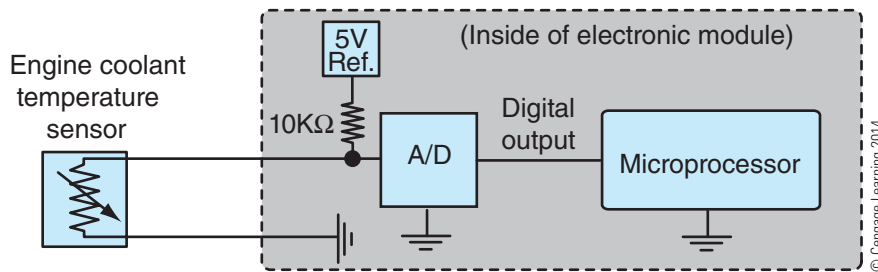 Engine coolant
temperature
sensor
5V
Ref.
(Inside of electronic module)
10KΩ
A/D
Digital
output
Microprocessor
© Cengage Learning 2014